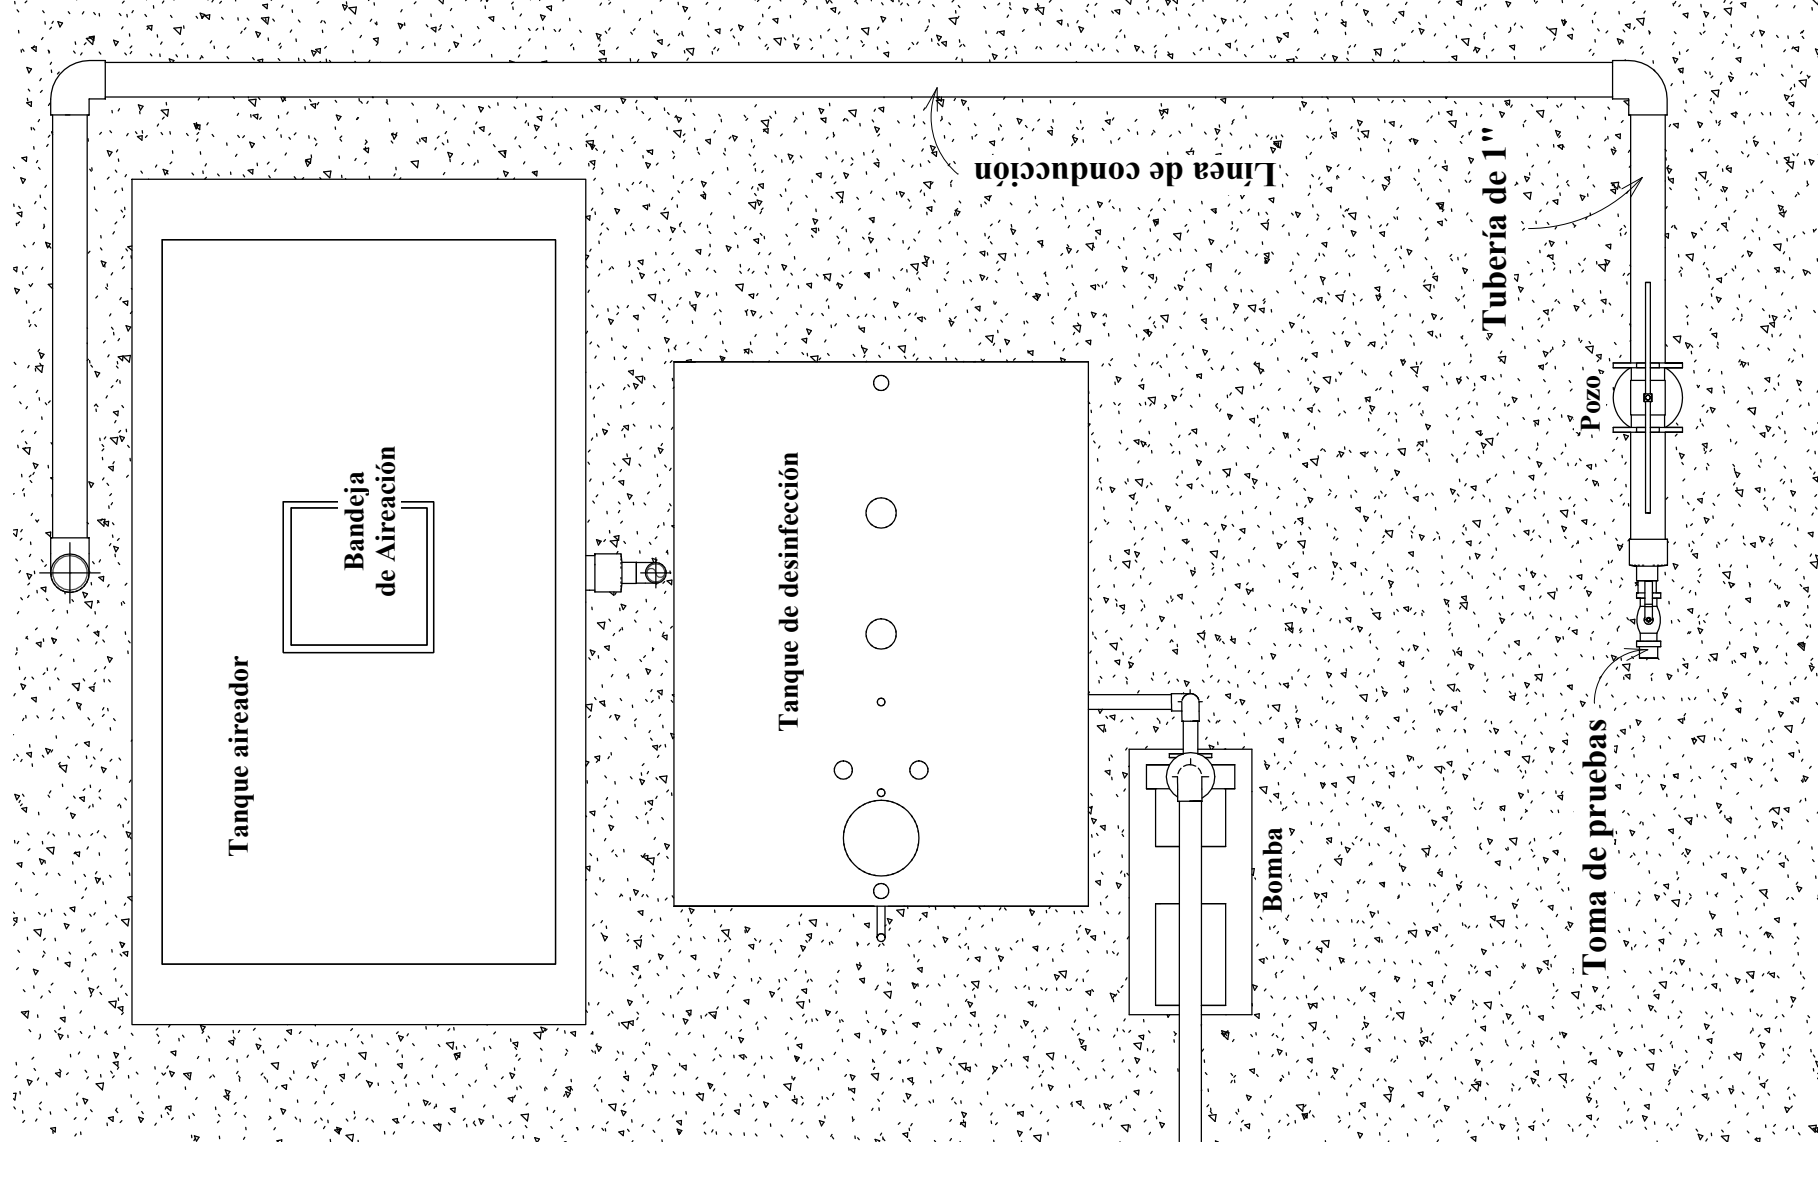 Línea de conducción
Tubería de 1"
Pozo
Bandeja
de Aireación
Tanque de desinfección
Tanque aireador
Bomba
Toma de pruebas